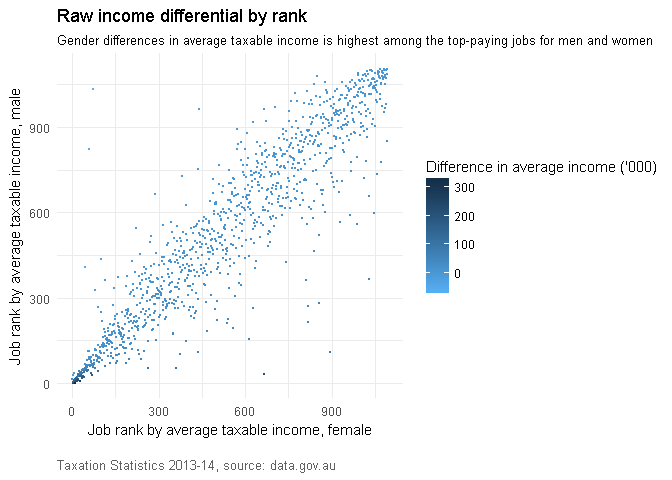 Raw income differential by rank
Gender differences in average taxable income is highest among the top-paying jobs for men and women
Job rank by average taxable income, male
900
600
300
0
0 300 600 900
Job rank by average taxable income, female
Difference in average income ('000)
300
200
100
0
Taxation Statistics 2013-14, source: data.gov.au